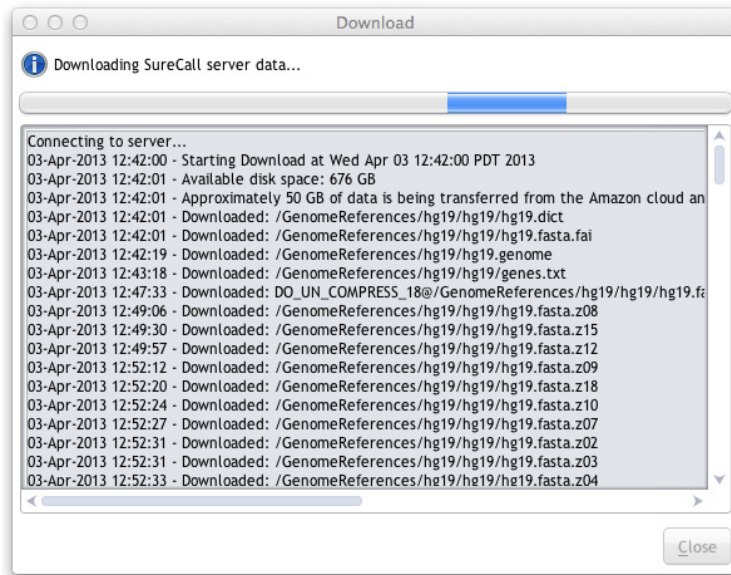 Download
Downloading SureCall server data...
Connecting to server...
03-Apr-2013 12:42:00 - Starting Download at Wed Apr 03 12:42:00 PDT 2013
03-Apr-2013 12:42:01 - Available disk space: 676 GB
03-Apr-2013 12:42:01 - Approximately 50 GB of data is being transferred from the Amazon cloud an
03-Apr-2013 12:42:01 - Downloaded: /GenomeReferences/hg19/hg19/hg19.dict
03-Apr-2013 12:42:01 - Downloaded: /GenomeReferences/hg19/hg19/hg19.fasta.fai
03-Apr-2013 12:42:19 - Downloaded: /GenomeReferences/hg19/hg19.genome
03-Apr-2013 12:43:18 - Downloaded: /GenomeReferences/hg19/hg19/genes.txt
03-Apr-2013 12:47:33 - Downloaded: DO_UN_COMPRESS_18@/GenomeReferences/hg19/hg19/hg19.fa
03-Apr-2013 12:49:06 - Downloaded: /GenomeReferences/hg19/hg19/hg19.fasta.z08
03-Apr-2013 12:49:30 - Downloaded: /GenomeReferences/hg19/hg19/hg19.fasta.z15
03-Apr-2013 12:49:57 - Downloaded: /GenomeReferences/hg19/hg19/hg19.fasta.z12
03-Apr-2013 12:52:12 - Downloaded: /GenomeReferences/hg19/hg19/hg19.fasta.z09
03-Apr-2013 12:52:20 - Downloaded: /GenomeReferences/hg19/hg19/hg19.fasta.z18
03-Apr-2013 12:52:24 - Downloaded: /GenomeReferences/hg19/hg19/hg19.fasta.z10
03-Apr-2013 12:52:27 - Downloaded: /GenomeReferences/hg19/hg19/hg19.fasta.z07
03-Apr-2013 12:52:31 - Downloaded: /GenomeReferences/hg19/hg19/hg19.fasta.z02
03-Apr-2013 12:52:31 - Downloaded: /GenomeReferences/hg19/hg19/hg19.fasta.z03
03-Apr-2013 12:52:33 - Downloaded: /GenomeReferences/hg19/hg19/hg19.fasta.z04
Close